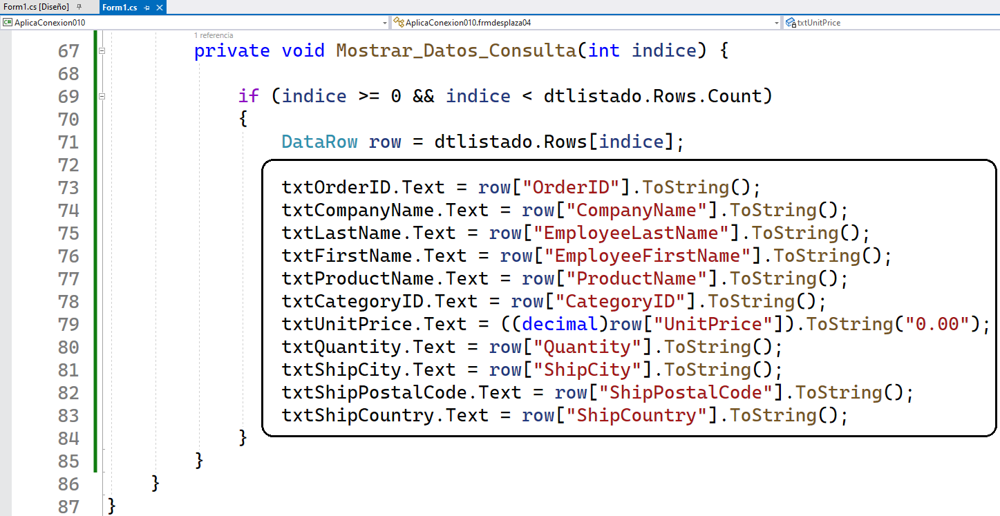 Form1.cs [Diseño]
Form1.cs
C# AplicaConexion010
AplicaConexion010.frmdesplaza04
txtUnitPrice
1 referencia
67 private void Mostrar_Datos_Consulta(int indice) {
68
69 if (indice >= 0 && indice < dtlistado.Rows.Count)
70 {
71 DataRow row = dtlistado.Rows[indice];
72
73 txtOrderID.Text = row["OrderID"].ToString();
74 txtCompanyName.Text = row["CompanyName"].ToString();
75 txtLastName.Text = row["EmployeeLastName"].ToString();
76 txtFirstName.Text = row["EmployeeFirstName"].ToString();
77 txtProductName.Text = row["ProductName"].ToString();
78 txtCategoryID.Text = row["CategoryID"].ToString();
79 txtUnitPrice.Text = ((decimal)row["UnitPrice"]).ToString("0.00");
80 txtQuantity.Text = row["Quantity"].ToString();
81 txtShipCity.Text = row["ShipCity"].ToString();
82 txtShipPostalCode.Text = row["ShipPostalCode"].ToString();
83 txtShipCountry.Text = row["ShipCountry"].ToString();
84 }
85 }
86 }
87 }